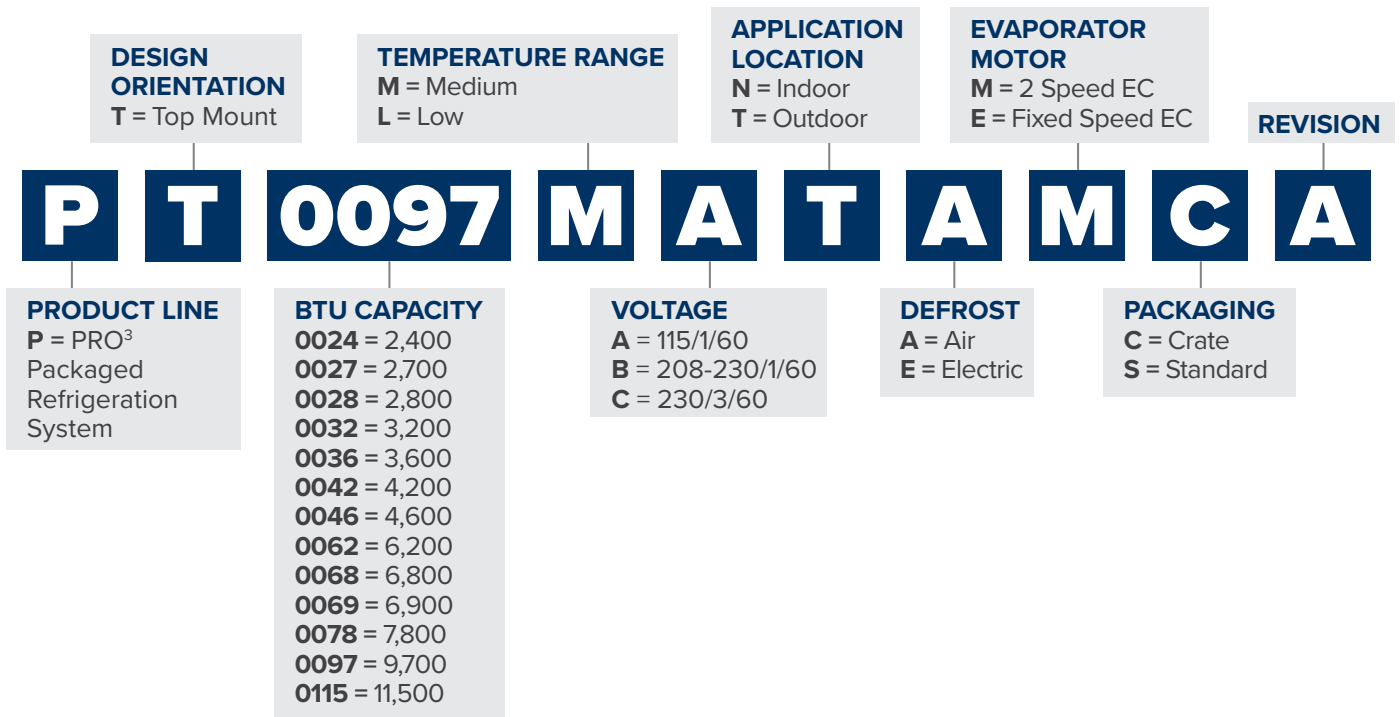 DESIGN
ORIENTATION
T = Top Mount
TEMPERATURE RANGE
M = Medium
L = Low
APPLICATION
LOCATION
N = Indoor
T = Outdoor
EVAPORATOR
MOTOR
M = 2 Speed EC
E = Fixed Speed EC
REVISION
P T 0097 M A T A M C A
PRODUCT LINE
P = PRO³
Packaged
Refrigeration
System
BTU CAPACITY
0024 = 2,400
0027 = 2,700
0028 = 2,800
0032 = 3,200
0036 = 3,600
0042 = 4,200
0046 = 4,600
0062 = 6,200
0068 = 6,800
0069 = 6,900
0078 = 7,800
0097 = 9,700
0115 = 11,500
VOLTAGE
A = 115/1/60
B = 208-230/1/60
C = 230/3/60
DEFROST
A = Air
E = Electric
PACKAGING
C = Crate
S = Standard